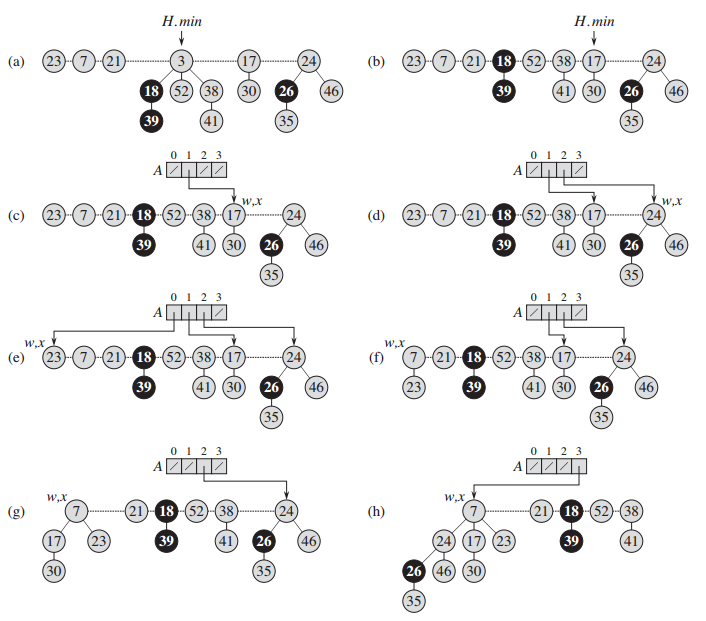 H.min H.min
(a) 23 7 21 3 17 24 (b) 23 7 21 18 52 38 17 24
18 52 38 30 26 46 39 41 30 26 46
39 41 35 35
0 1 2 3 0 1 2 3
A A
w,x w,x
(c) 23 7 21 18 52 38 17 24 (d) 23 7 21 18 52 38 17 24
39 41 30 26 46 39 41 30 26 46
35 35
0 1 2 3 0 1 2 3
A A
w,x w,x
(e) 23 7 21 18 52 38 17 24 (f) 7 21 18 52 38 17 24
39 41 30 26 46 23 39 41 30 26 46
35 35
0 1 2 3 0 1 2 3
A A
w,x w,x
(g) 7 21 18 52 38 24 (h) 7 21 18 52 38
17 23 39 41 26 46 24 17 23 39 41
30 35 26 46 30
35